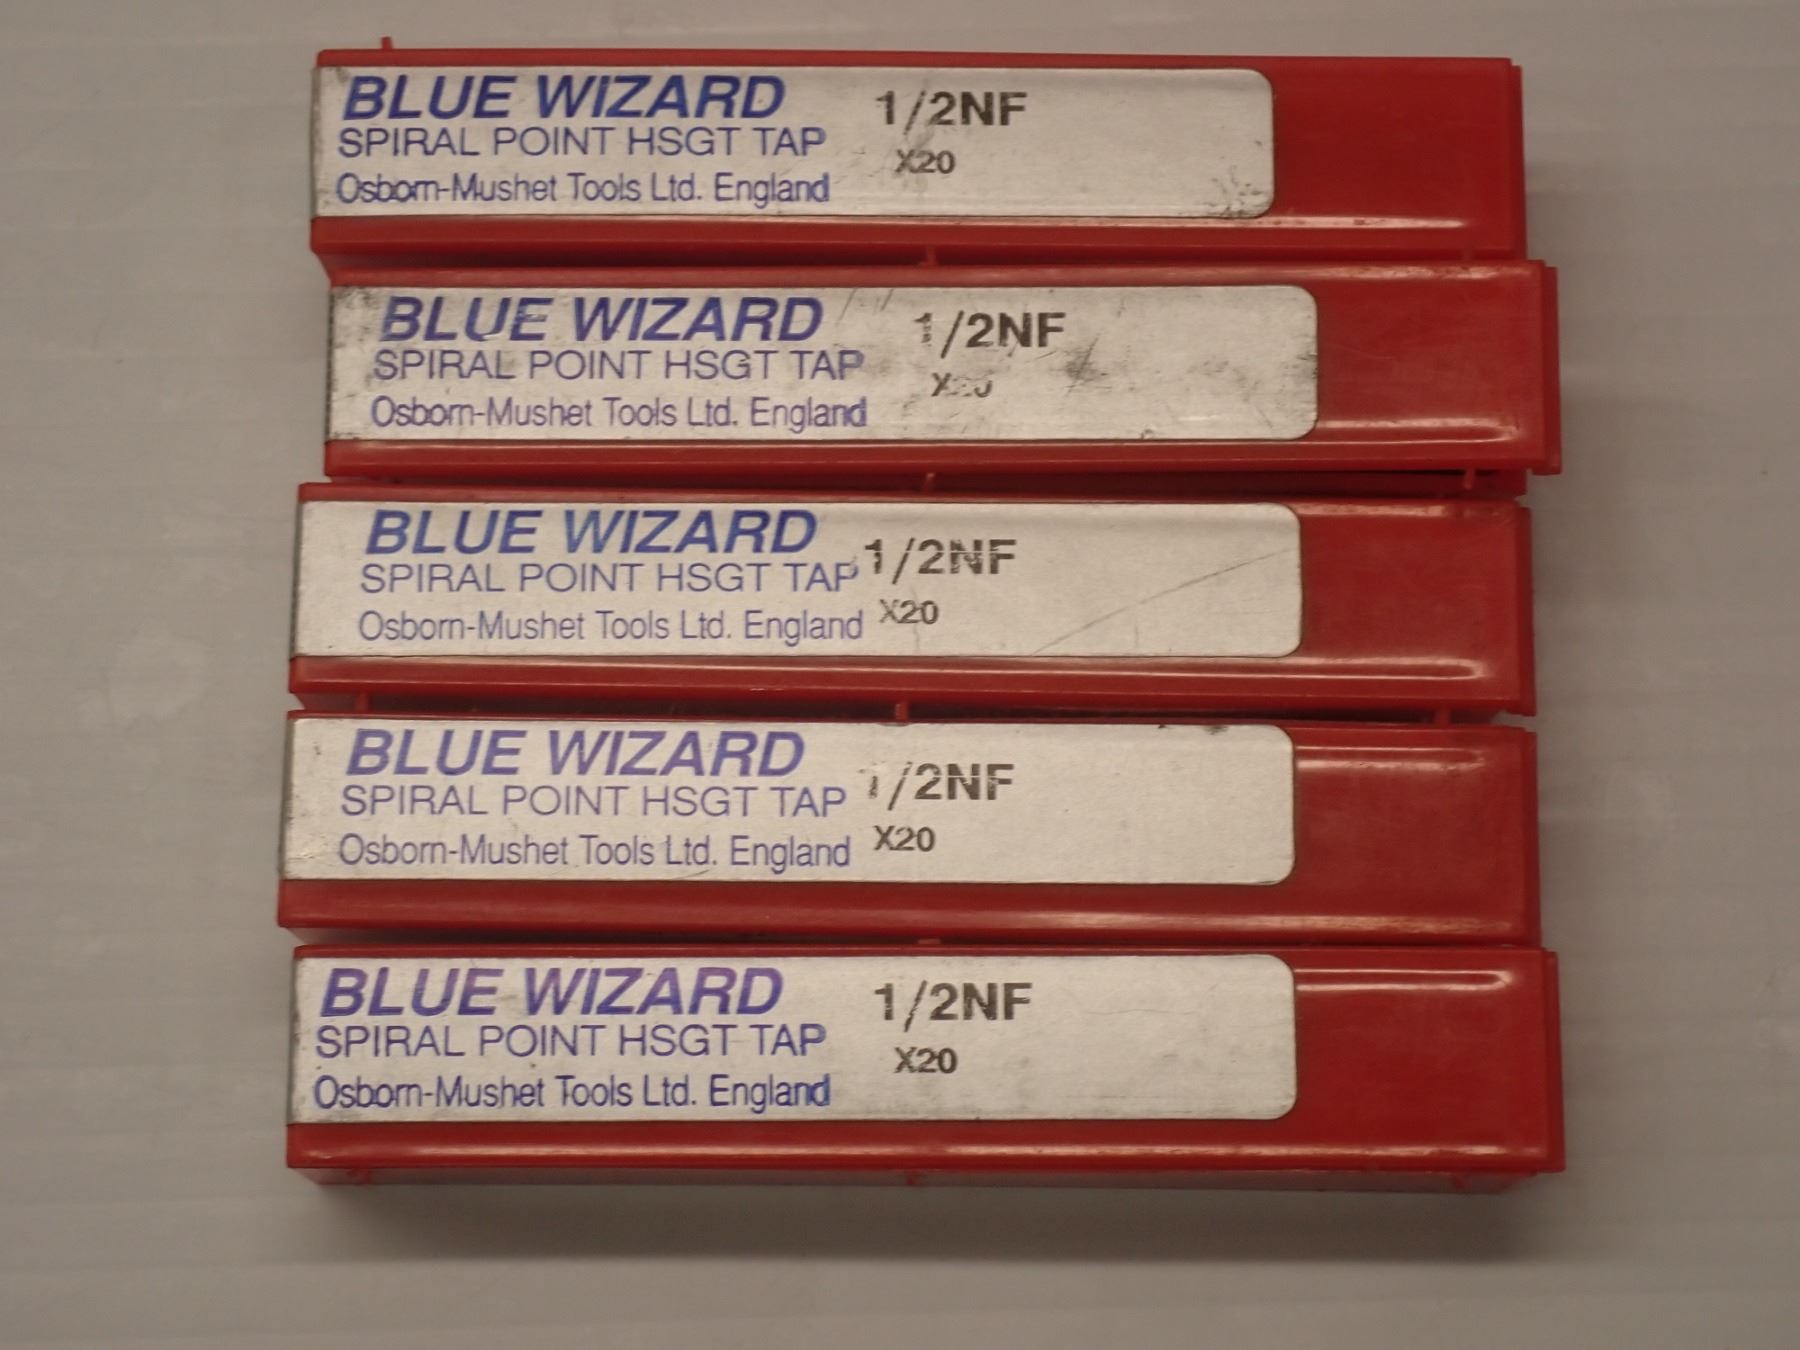 BLUE WIZARD 1/2NF
SPIRAL POINT HSGT TAP X20
Osborn-Mushet Tools Ltd. England
BLUE WIZARD 1/2NF
SPIRAL POINT HSGT TAP
Osborn-Mushet Tools Ltd. England
BLUE WIZARD 1/2NF
SPIRAL POINT HSGT TAP X20
Osborn-Mushet Tools Ltd. England
BLUE WIZARD 1/2NF
SPIRAL POINT HSGT TAP X20
Osborn-Mushet Tools Ltd. England
BLUE WIZARD 1/2NF
SPIRAL POINT HSGT TAP X20
Osborn-Mushet Tools Ltd. England